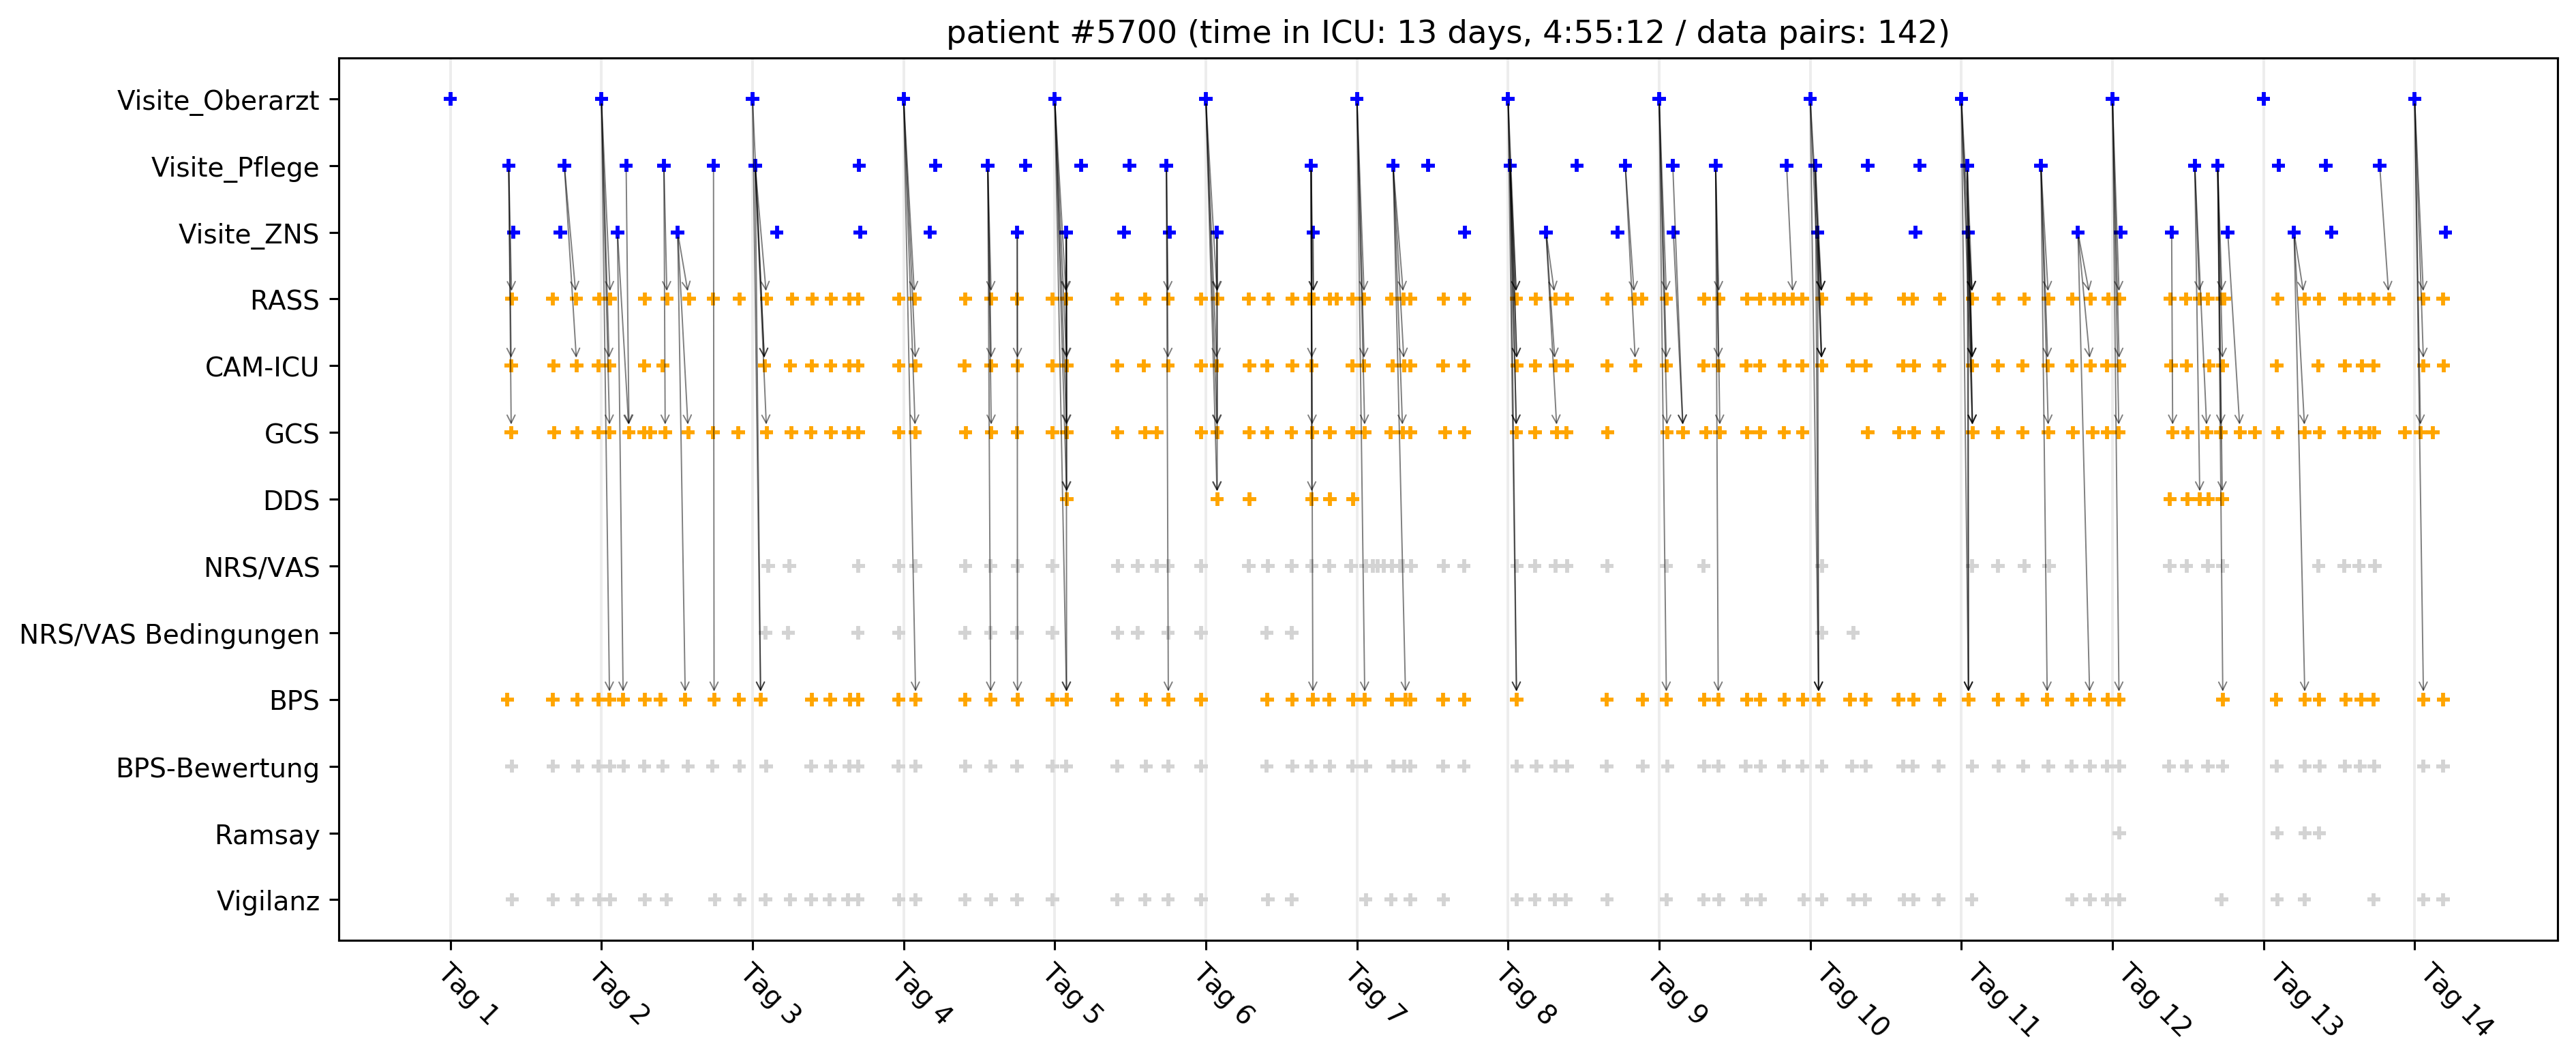 patient #5700 (time in ICU: 13 days, 4:55:12 / data pairs: 142)
Visite_Oberarzt
Visite_Pflege
Visite_ZNS
RASS
CAM-ICU
GCS
DDS
NRS/VAS
NRS/VAS Bedingungen
BPS
BPS-Bewertung
Ramsay
Vigilanz
Tag 1
Tag 2
Tag 3
Tag 4
Tag 5
Tag 6
Tag 7
Tag 8
Tag 9
Tag 10
Tag 11
Tag 12
Tag 13
Tag 14